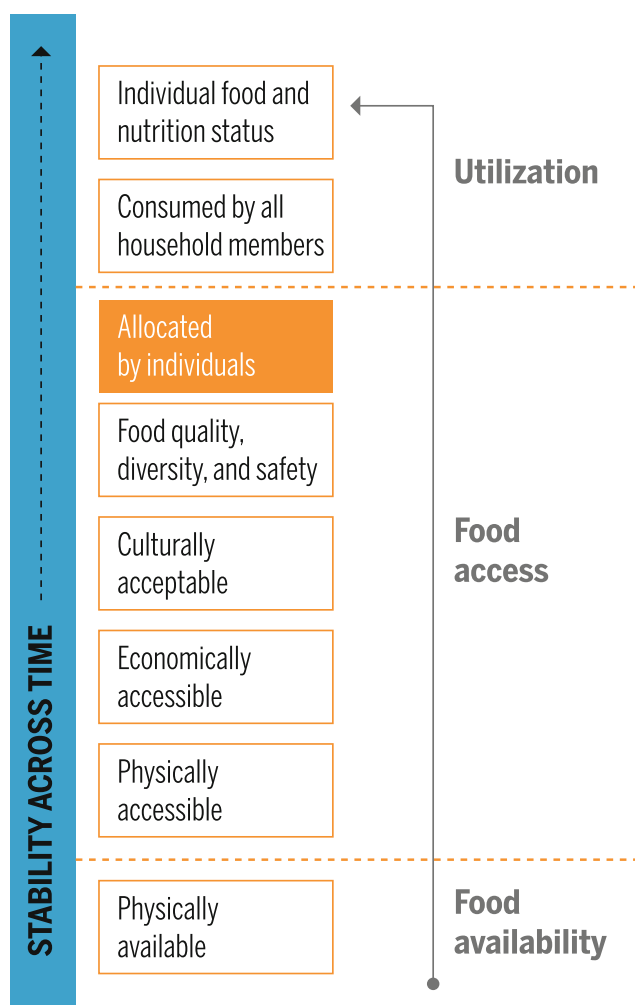 Individual food and
nutrition status
Consumed by all
household members
Utilization
Allocated
by individuals
Food quality,
diversity, and safety
Culturally
acceptable
Economically
accessible
Physically
accessible
Food
access
Physically
available
Food
availability
STABILITY ACROSS TIME